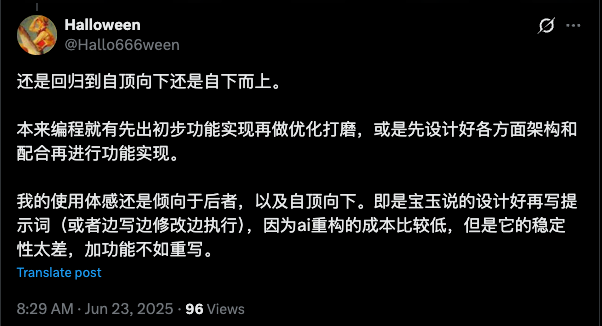 Halloween
@Hallo666ween
还是回归到自顶向下还是自下而上。
本来编程就有先出初步功能实现再做优化打磨，或是先设计好各方面架构和
配合再进行功能实现。
我的使用体感还是倾向于后者，以及自顶向下。即是宝玉说的设计好再写提
示词（或者边写边修改边执行），因为ai重构的成本比较低，但是它的稳定
性太差，加功能不如重写。
Translate post
8:29 AM · Jun 23, 2025 · 96 Views